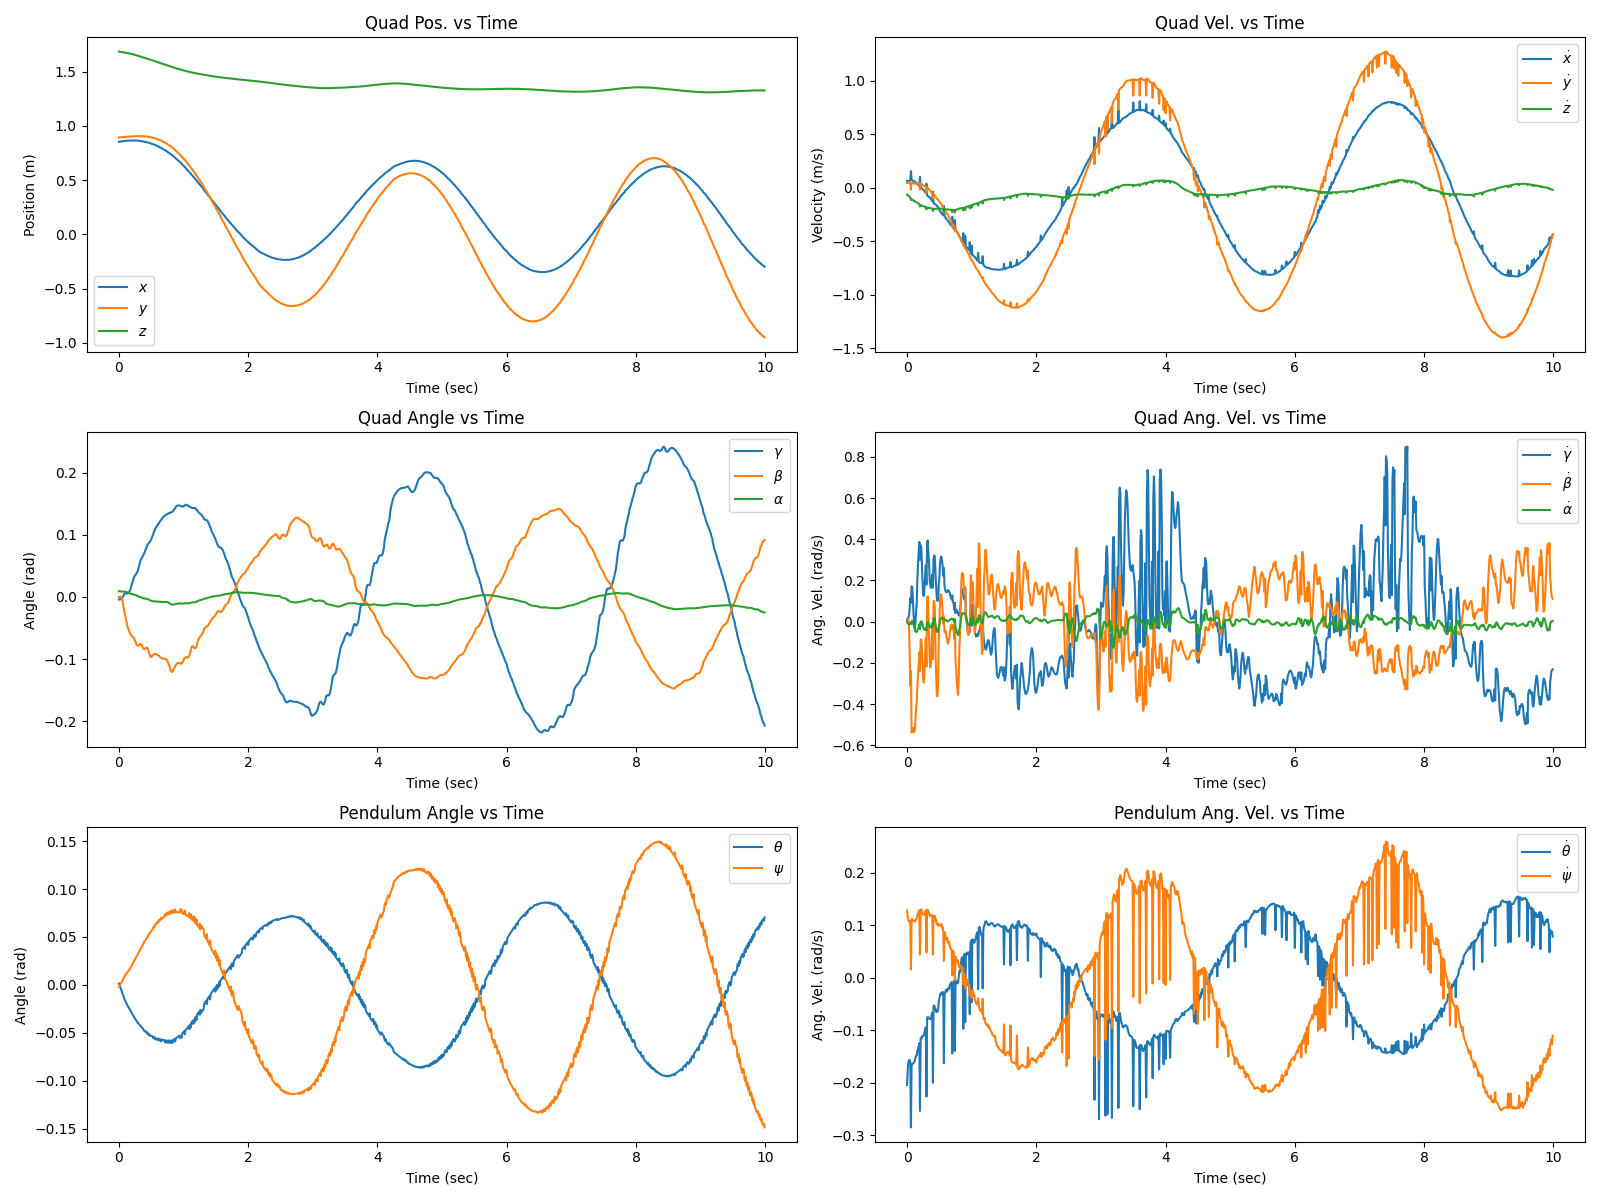 Quad Pos. vs Time
Position (m)
1.5
1.0
0.5
0.0
−0.5
−1.0
x
y
z
0 2 4 6 8 10
Time (sec)
Quad Vel. vs Time
Velocity (m/s)
1.0
0.5
0.0
−0.5
−1.0
−1.5
ẋ
ẏ
ż
0 2 4 6 8 10
Time (sec)
Quad Angle vs Time
Angle (rad)
0.2
0.1
0.0
−0.1
−0.2
γ
β
α
0 2 4 6 8 10
Time (sec)
Quad Ang. Vel. vs Time
Ang. Vel. (rad/s)
0.8
0.6
0.4
0.2
0.0
−0.2
−0.4
−0.6
γ̇
β̇
α̇
0 2 4 6 8 10
Time (sec)
Pendulum Angle vs Time
Angle (rad)
0.15
0.10
0.05
0.00
−0.05
−0.10
−0.15
θ
ψ
0 2 4 6 8 10
Time (sec)
Pendulum Ang. Vel. vs Time
Ang. Vel. (rad/s)
0.2
0.1
0.0
−0.1
−0.2
−0.3
θ̇
ψ̇
0 2 4 6 8 10
Time (sec)